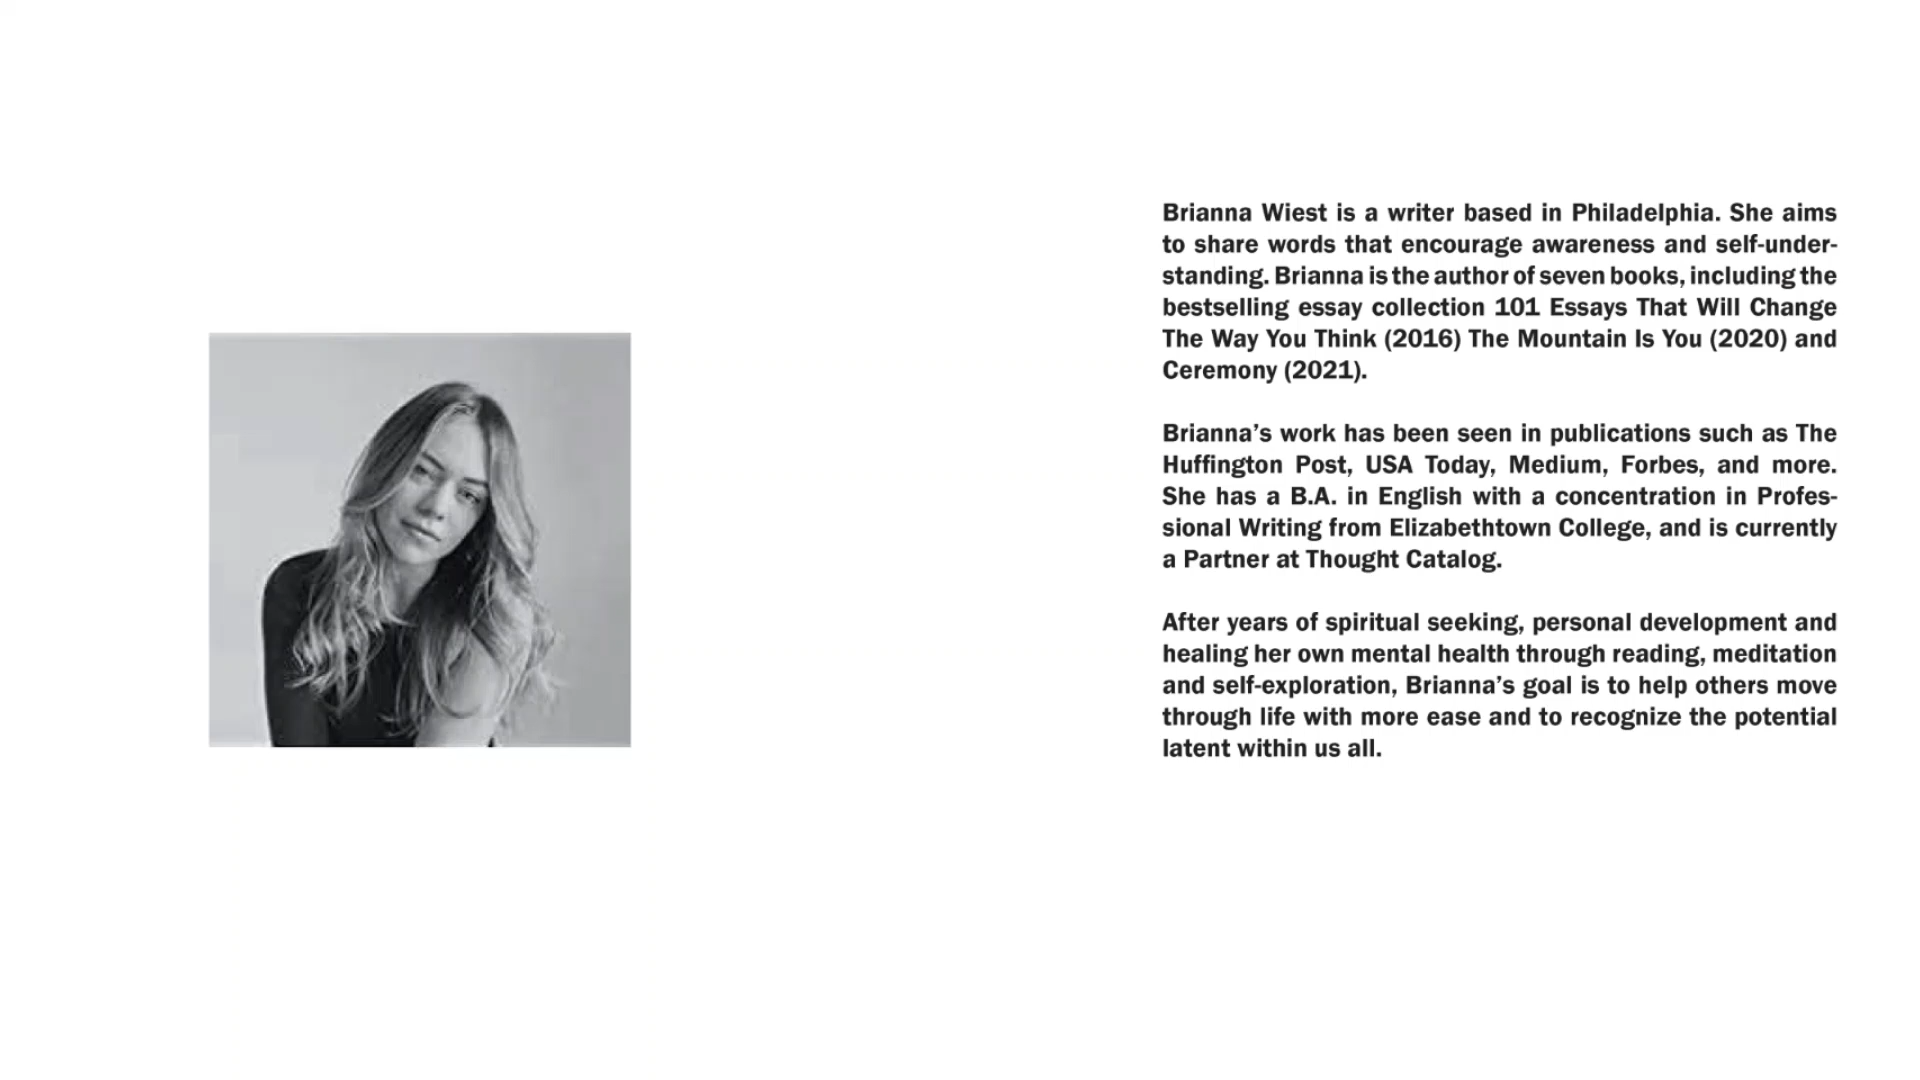 Brianna Wiest is a writer based in Philadelphia. She aims
to share words that encourage awareness and self-under-
standing. Brianna is the author of seven books, including the
bestselling essay collection 101 Essays That Will Change
The Way You Think (2016) The Mountain Is You (2020) and
Ceremony (2021).
Brianna’s work has been seen in publications such as The
Huffington Post, USA Today, Medium, Forbes, and more.
She has a B.A. in English with a concentration in Profes-
sional Writing from Elizabethtown College, and is currently
a Partner at Thought Catalog.
After years of spiritual seeking, personal development and
healing her own mental health through reading, meditation
and self-exploration, Brianna’s goal is to help others move
through life with more ease and to recognize the potential
latent within us all.